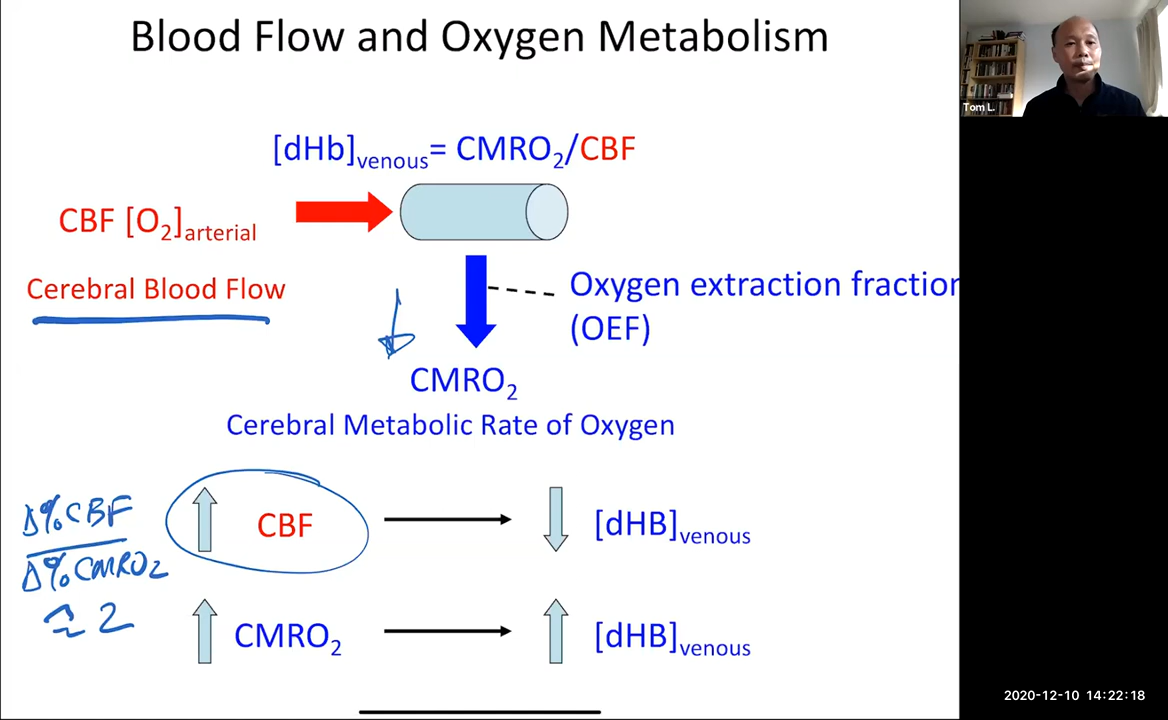 Blood Flow and Oxygen Metabolism
[dHb]venous= CMRO₂/CBF
CBF [O₂]arterial
Cerebral Blood Flow
Oxygen extraction fraction
(OEF)
CMRO₂
Cerebral Metabolic Rate of Oxygen
Δ%CBF
Δ%CMRO2
≈ 2
CBF
[dHB]venous
CMRO₂
[dHB]venous
Tom L.
2020-12-10 14:22:18